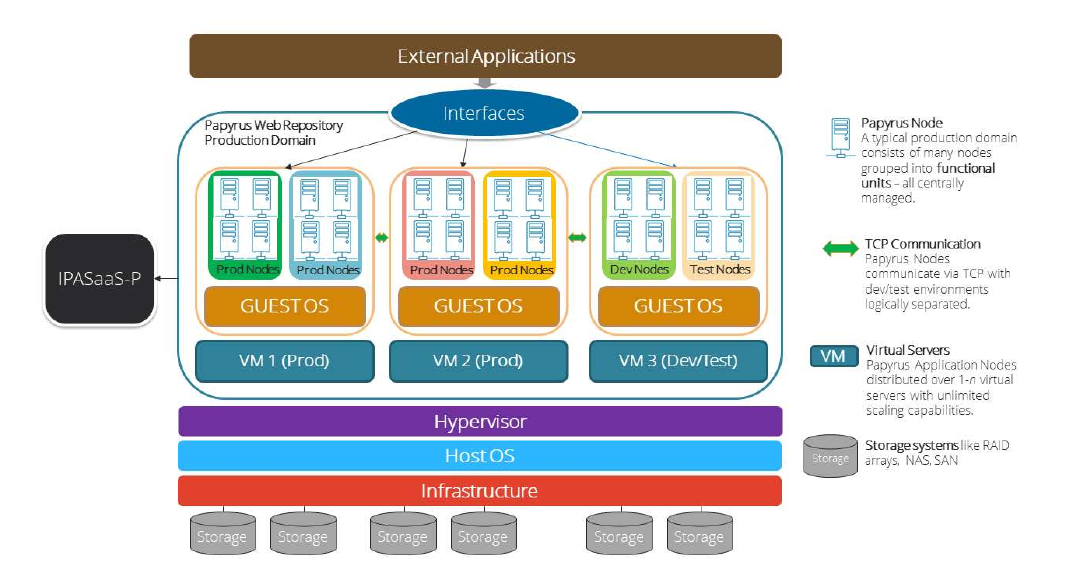 External Applications
Interfaces
Papyrus Web Repository
Production Domain
Prod Nodes
Prod Nodes
Prod Nodes
Prod Nodes
Dev Nodes
Test Nodes
GUEST OS
GUEST OS
GUEST OS
VM 1 (Prod)
VM 2 (Prod)
VM 3 (Dev/Test)
IPASaaS-P
Hypervisor
Host OS
Infrastructure
Storage
Storage
Storage
Storage
Storage
Storage
Papyrus Node
A typical production domain
consists of many nodes
grouped into functional
units – all centrally
managed.
TCP Communication
Papyrus Nodes
communicate via TCP with
dev/test environments
logically separated.
VM
Virtual Servers
Papyrus Application Nodes
distributed over 1-n virtual
servers with unlimited
scaling capabilities.
Storage
Storage systems like RAID
arrays, NAS, SAN